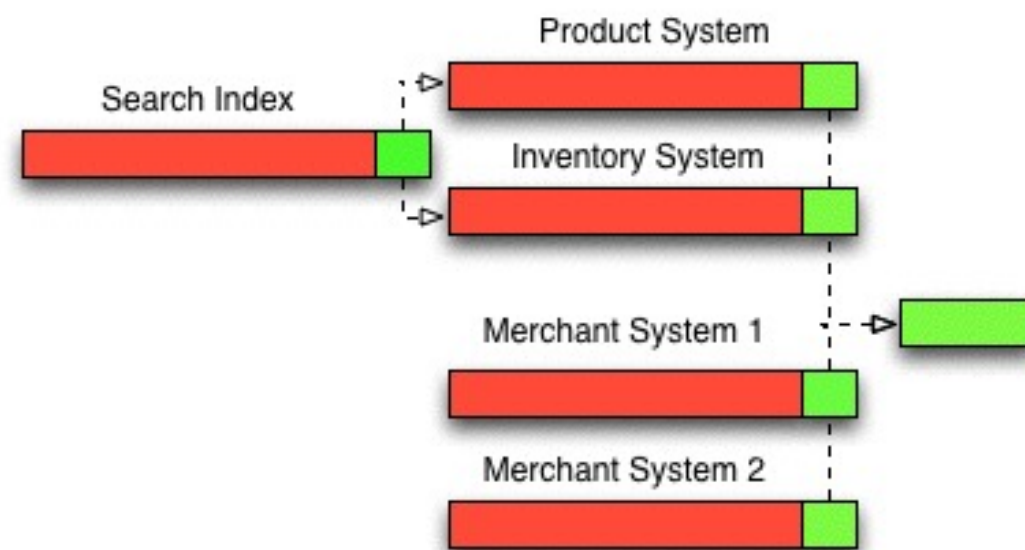 Product System
Search Index
Inventory System
Merchant System 1
Merchant System 2